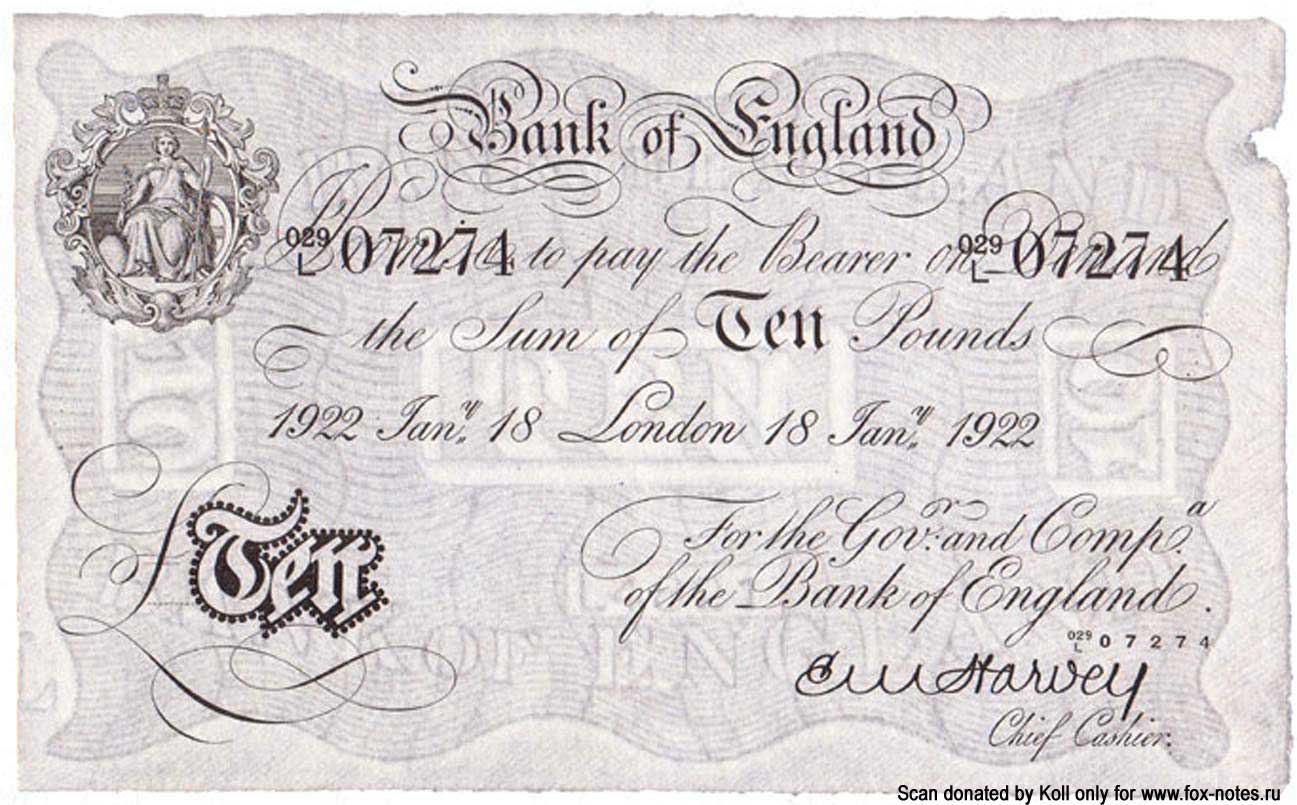 Bank of England
I Promise to pay the Bearer on Demand
029 L 07274 029 L 07274
the Sum of Ten Pounds
1922 Jany. 18 London 18 Jany. 1922
For the Govr. and Compa.
of the Bank of England.
£Ten
029 L 07274
E M Harvey
Chief Cashier.
Scan donated by Koll only for www.fox-notes.ru